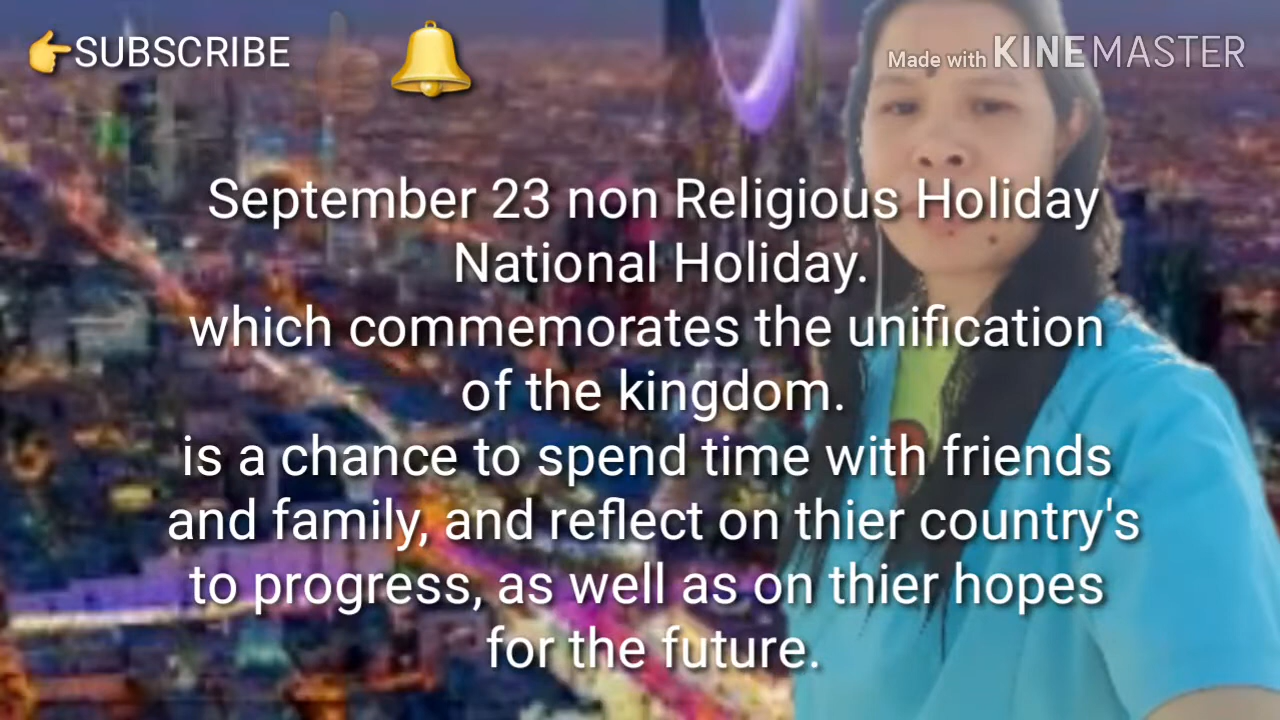 👉SUBSCRIBE 🔔
Made with KINEMASTER
September 23 non Religious Holiday
National Holiday.
which commemorates the unification
of the kingdom.
is a chance to spend time with friends
and family, and reflect on thier country's
to progress, as well as on thier hopes
for the future.